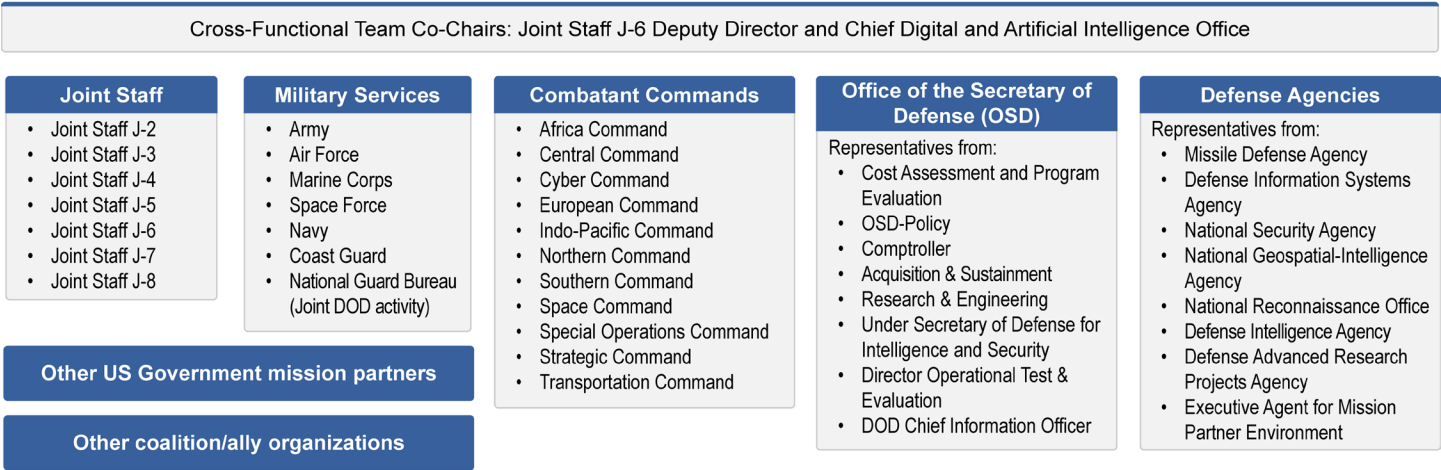 Cross-Functional Team Co-Chairs: Joint Staff J-6 Deputy Director and Chief Digital and Artificial Intelligence Office
Joint Staff
• Joint Staff J-2
• Joint Staff J-3
• Joint Staff J-4
• Joint Staff J-5
• Joint Staff J-6
• Joint Staff J-7
• Joint Staff J-8
Military Services
• Army
• Air Force
• Marine Corps
• Space Force
• Navy
• Coast Guard
• National Guard Bureau
(Joint DOD activity)
Other US Government mission partners
Other coalition/ally organizations
Combatant Commands
• Africa Command
• Central Command
• Cyber Command
• European Command
• Indo-Pacific Command
• Northern Command
• Southern Command
• Space Command
• Special Operations Command
• Strategic Command
• Transportation Command
Office of the Secretary of
Defense (OSD)
Representatives from:
• Cost Assessment and Program
Evaluation
• OSD-Policy
• Comptroller
• Acquisition & Sustainment
• Research & Engineering
• Under Secretary of Defense for
Intelligence and Security
• Director Operational Test &
Evaluation
• DOD Chief Information Officer
Defense Agencies
Representatives from:
• Missile Defense Agency
• Defense Information Systems
Agency
• National Security Agency
• National Geospatial-Intelligence
Agency
• National Reconnaissance Office
• Defense Intelligence Agency
• Defense Advanced Research
Projects Agency
• Executive Agent for Mission
Partner Environment